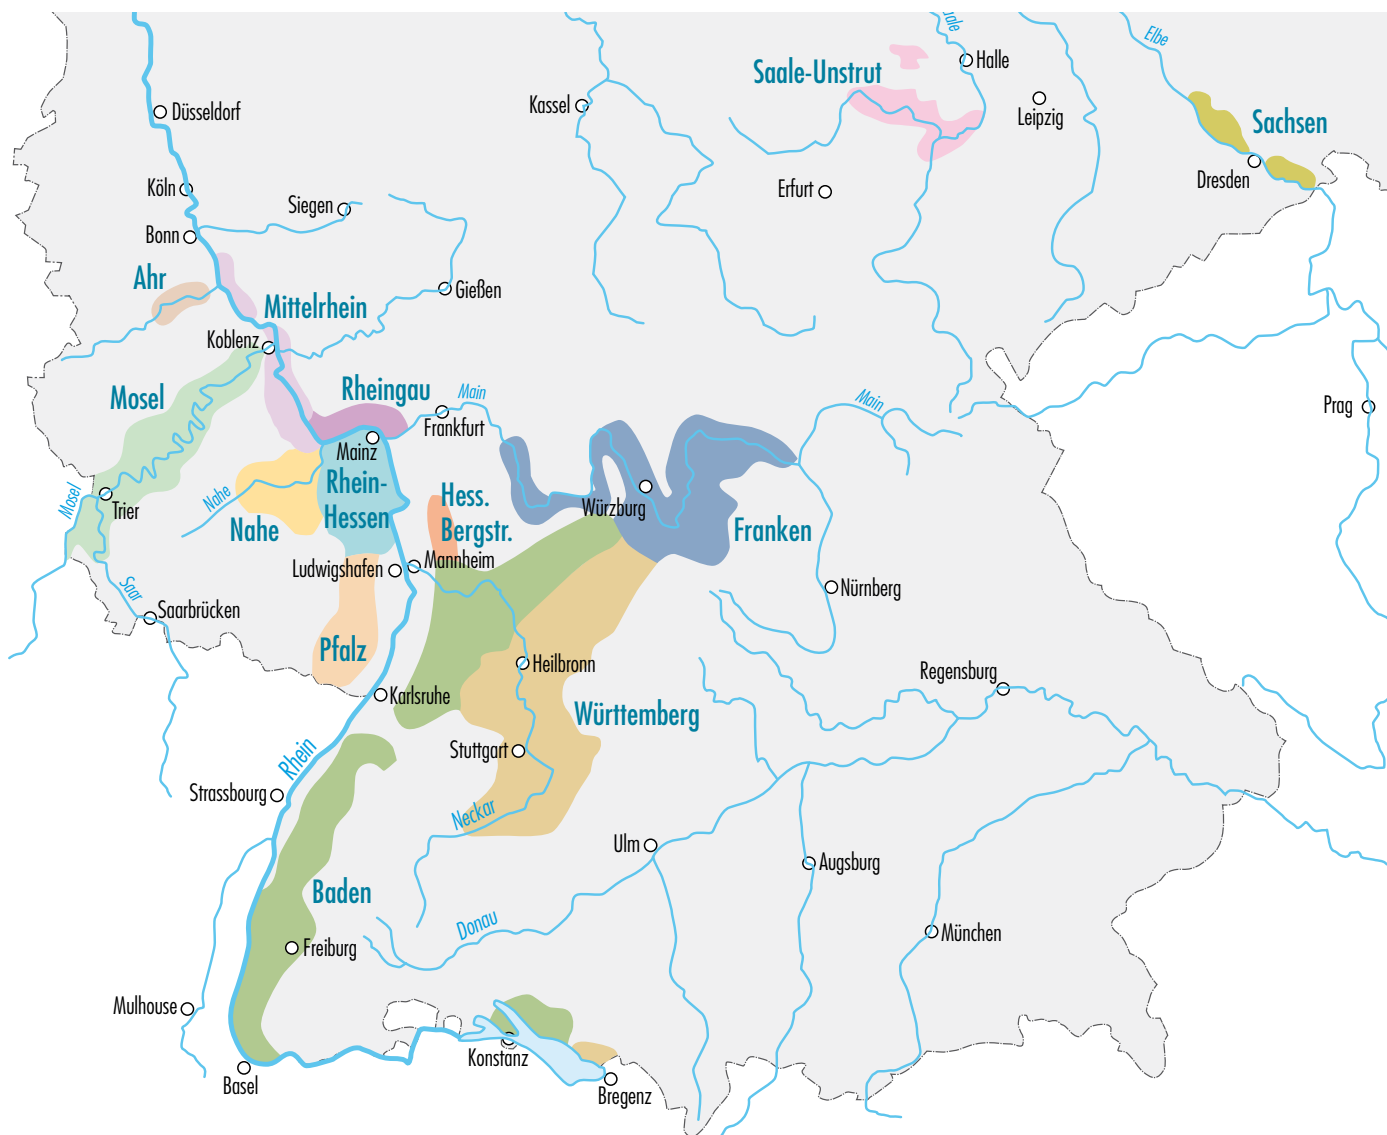 Saale
Elbe
Halle
Saale-Unstrut
Kassel
Leipzig
Düsseldorf
Sachsen
Dresden
Köln
Siegen
Erfurt
Bonn
Ahr
Gießen
Mittelrhein
Koblenz
Mosel
Rheingau
Main
Main
Frankfurt
Prag
Mainz
Rhein-
Hessen
Nahe
Nahe
Mosel
Trier
Hess.
Bergstr.
Würzburg
Franken
Ludwigshafen
Mannheim
Saar
Saarbrücken
Nürnberg
Pfalz
Heilbronn
Regensburg
Karlsruhe
Württemberg
Rhein
Stuttgart
Strassbourg
Neckar
Ulm
Augsburg
Baden
Donau
Freiburg
München
Mulhouse
Konstanz
Basel
Bregenz